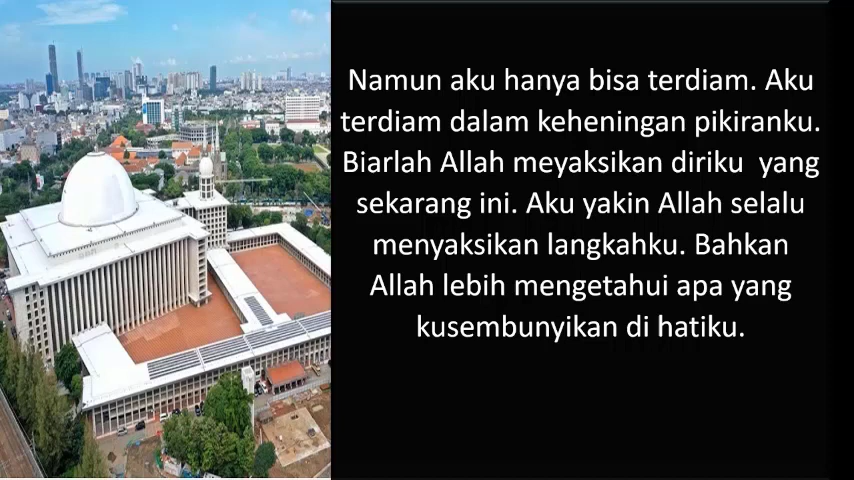 Namun aku hanya bisa terdiam. Aku
terdiam dalam keheningan pikiranku.
Biarlah Allah meyaksikan diriku  yang
sekarang ini. Aku yakin Allah selalu
menyaksikan langkahku. Bahkan
Allah lebih mengetahui apa yang
kusembunyikan di hatiku.